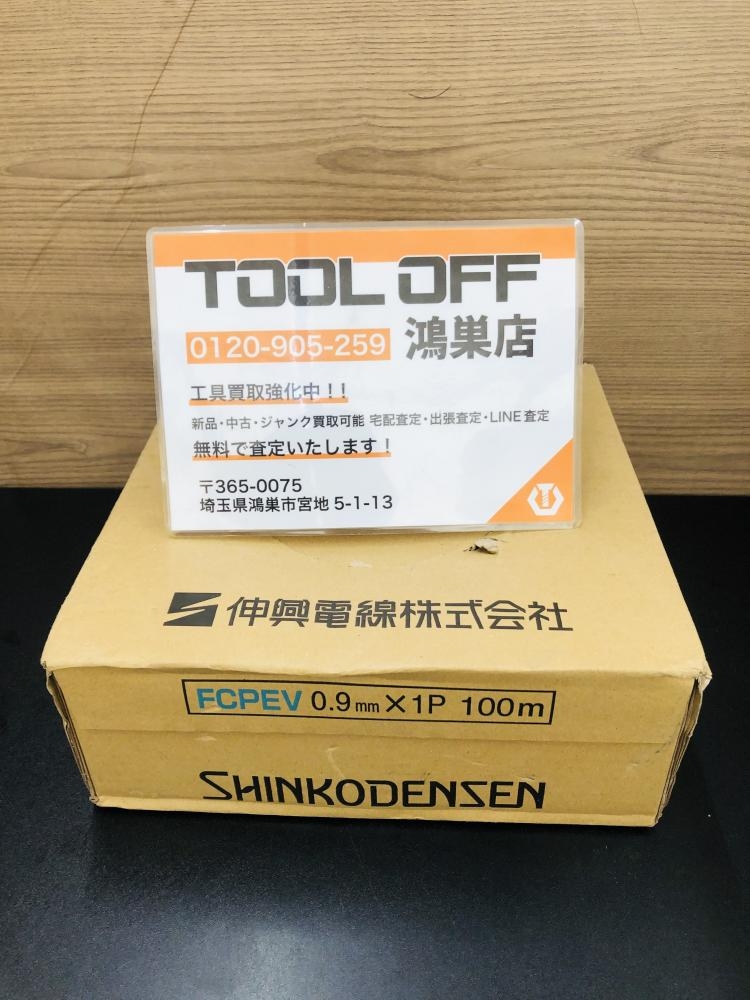 TOOL OFF
0120-905-259 鴻巣店
工具買取強化中！！
新品・中古・ジャンク買取可能 宅配査定・出張査定・LINE査定
無料で査定いたします！
〒365-0075
埼玉県鴻巣市宮地 5-1-13
伸興電線株式会社
FCPEV 0.9mm×1P 100m
SHINKODENSEN